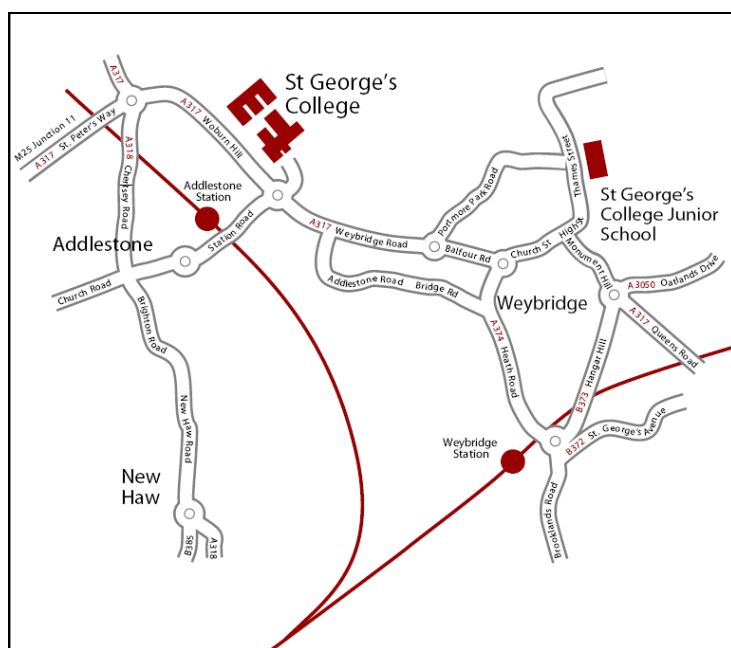 A317
M25 Junction 11
A317 St. Peter's Way
A317 Woburn Hill
St George's
College
A318
Chertsey Road
Addlestone
Station
Addlestone
Station Road
Church Road
Brighton Road
New Haw Road
New
Haw
B385
A318
A317 Weybridge Road
Portmore Park Road
Balfour Rd
Church St
High St
Thames Street
St George's
College Junior
School
Monument Hill
Addlestone Road
Bridge Rd
Weybridge
A3050 Oatlands Drive
A317 Queens Road
A374 Heath Road
B373 Hangar Hill
Weybridge
Station
B372 St. George's Avenue
Brooklands Road